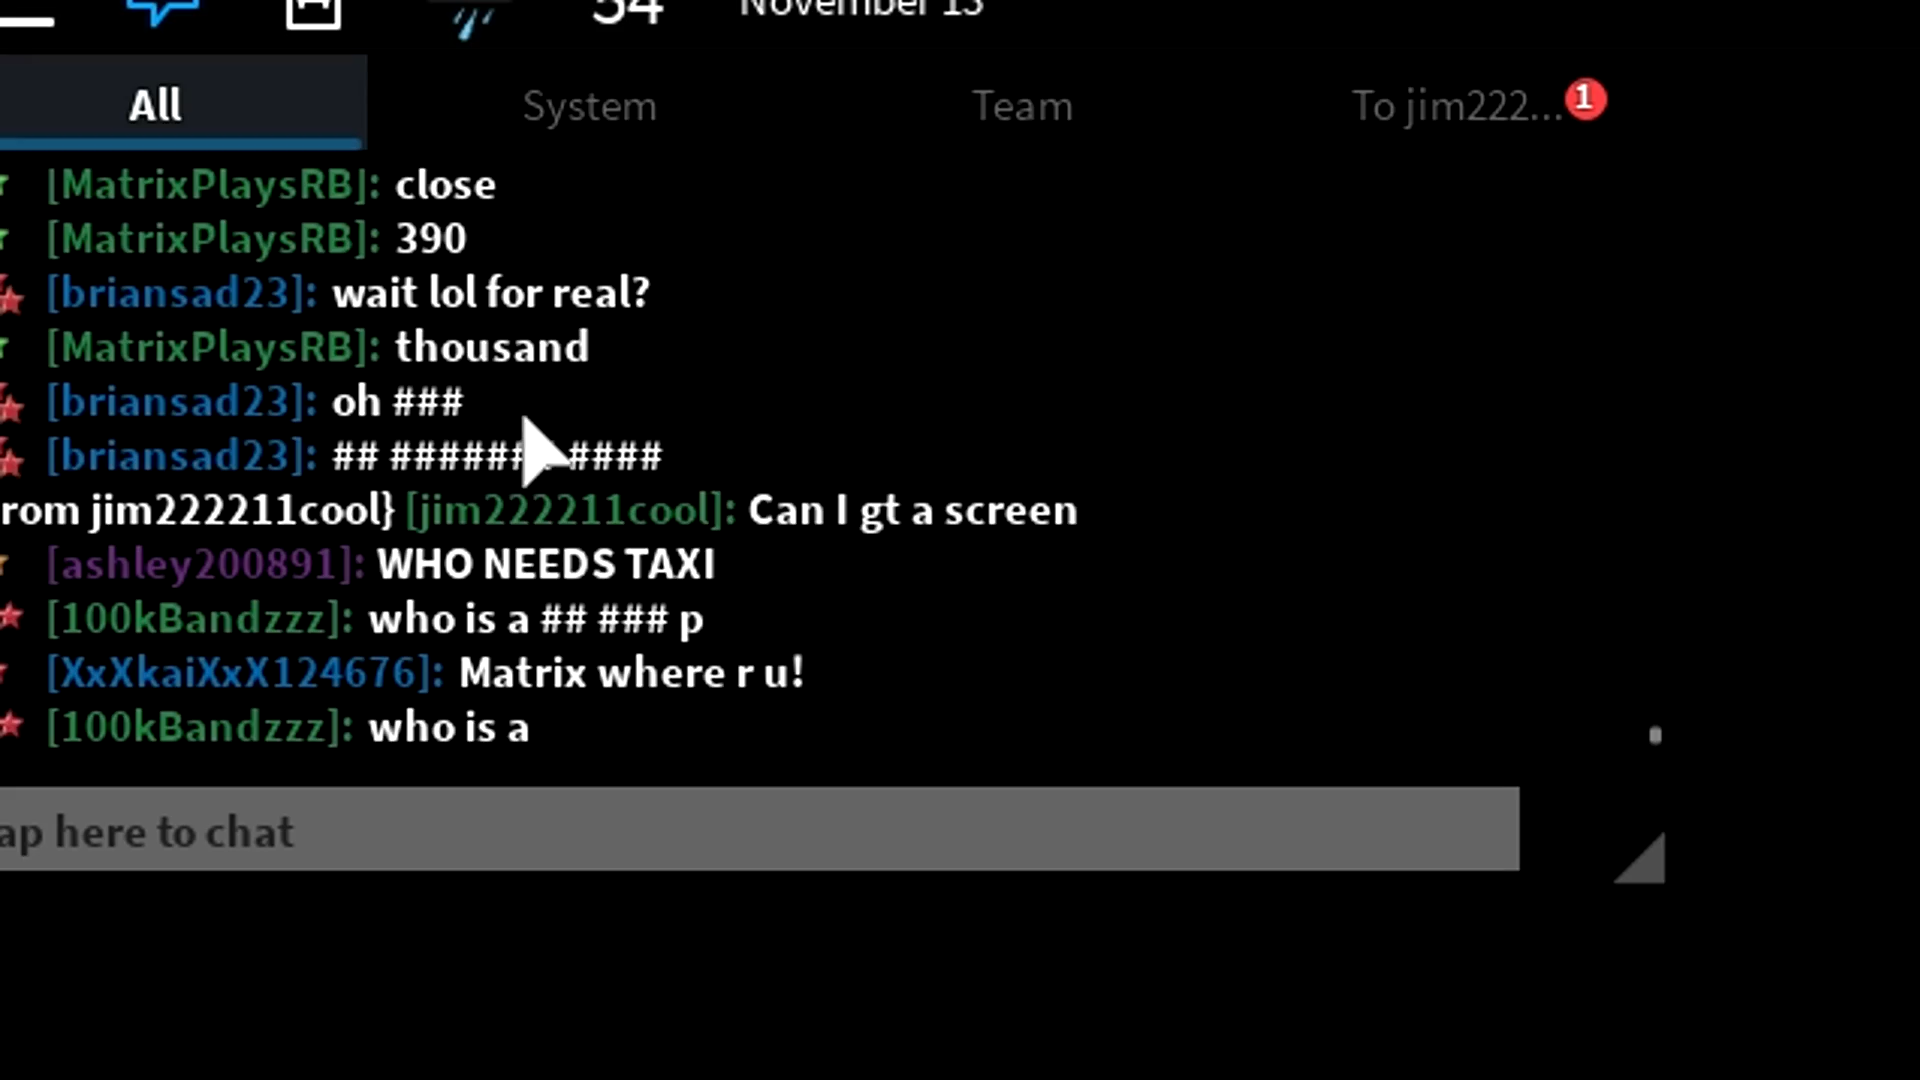 54 November 13
All System Team To jim222... 1
[MatrixPlaysRB]: close
[MatrixPlaysRB]: 390
[briansad23]: wait lol for real?
[MatrixPlaysRB]: thousand
[briansad23]: oh ###
[briansad23]: ## ####### ####
rom jim222211cool} [jim222211cool]: Can I gt a screen
[ashley200891]: WHO NEEDS TAXI
[100kBandzzz]: who is a ## ### p
[XxXkaiXxX124676]: Matrix where r u!
[100kBandzzz]: who is a
ap here to chat